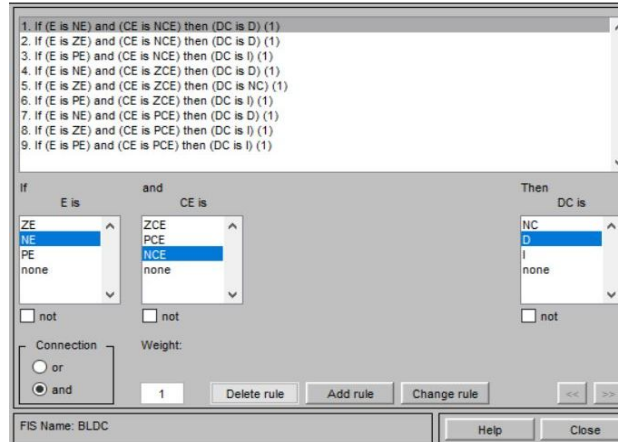 1. If (E is NE) and (CE is NCE) then (DC is D) (1)
2. If (E is ZE) and (CE is NCE) then (DC is D) (1)
3. If (E is PE) and (CE is NCE) then (DC is I) (1)
4. If (E is NE) and (CE is ZCE) then (DC is D) (1)
5. If (E is ZE) and (CE is ZCE) then (DC is NC) (1)
6. If (E is PE) and (CE is ZCE) then (DC is I) (1)
7. If (E is NE) and (CE is PCE) then (DC is D) (1)
8. If (E is ZE) and (CE is PCE) then (DC is I) (1)
9. If (E is PE) and (CE is PCE) then (DC is I) (1)
If and Then
E is CE is DC is
ZE ZCE NC
NE PCE D
PE NCE I
none none none
not not not
Connection Weight:
or
and 1 Delete rule Add rule Change rule << >>
FIS Name: BLDC Help Close